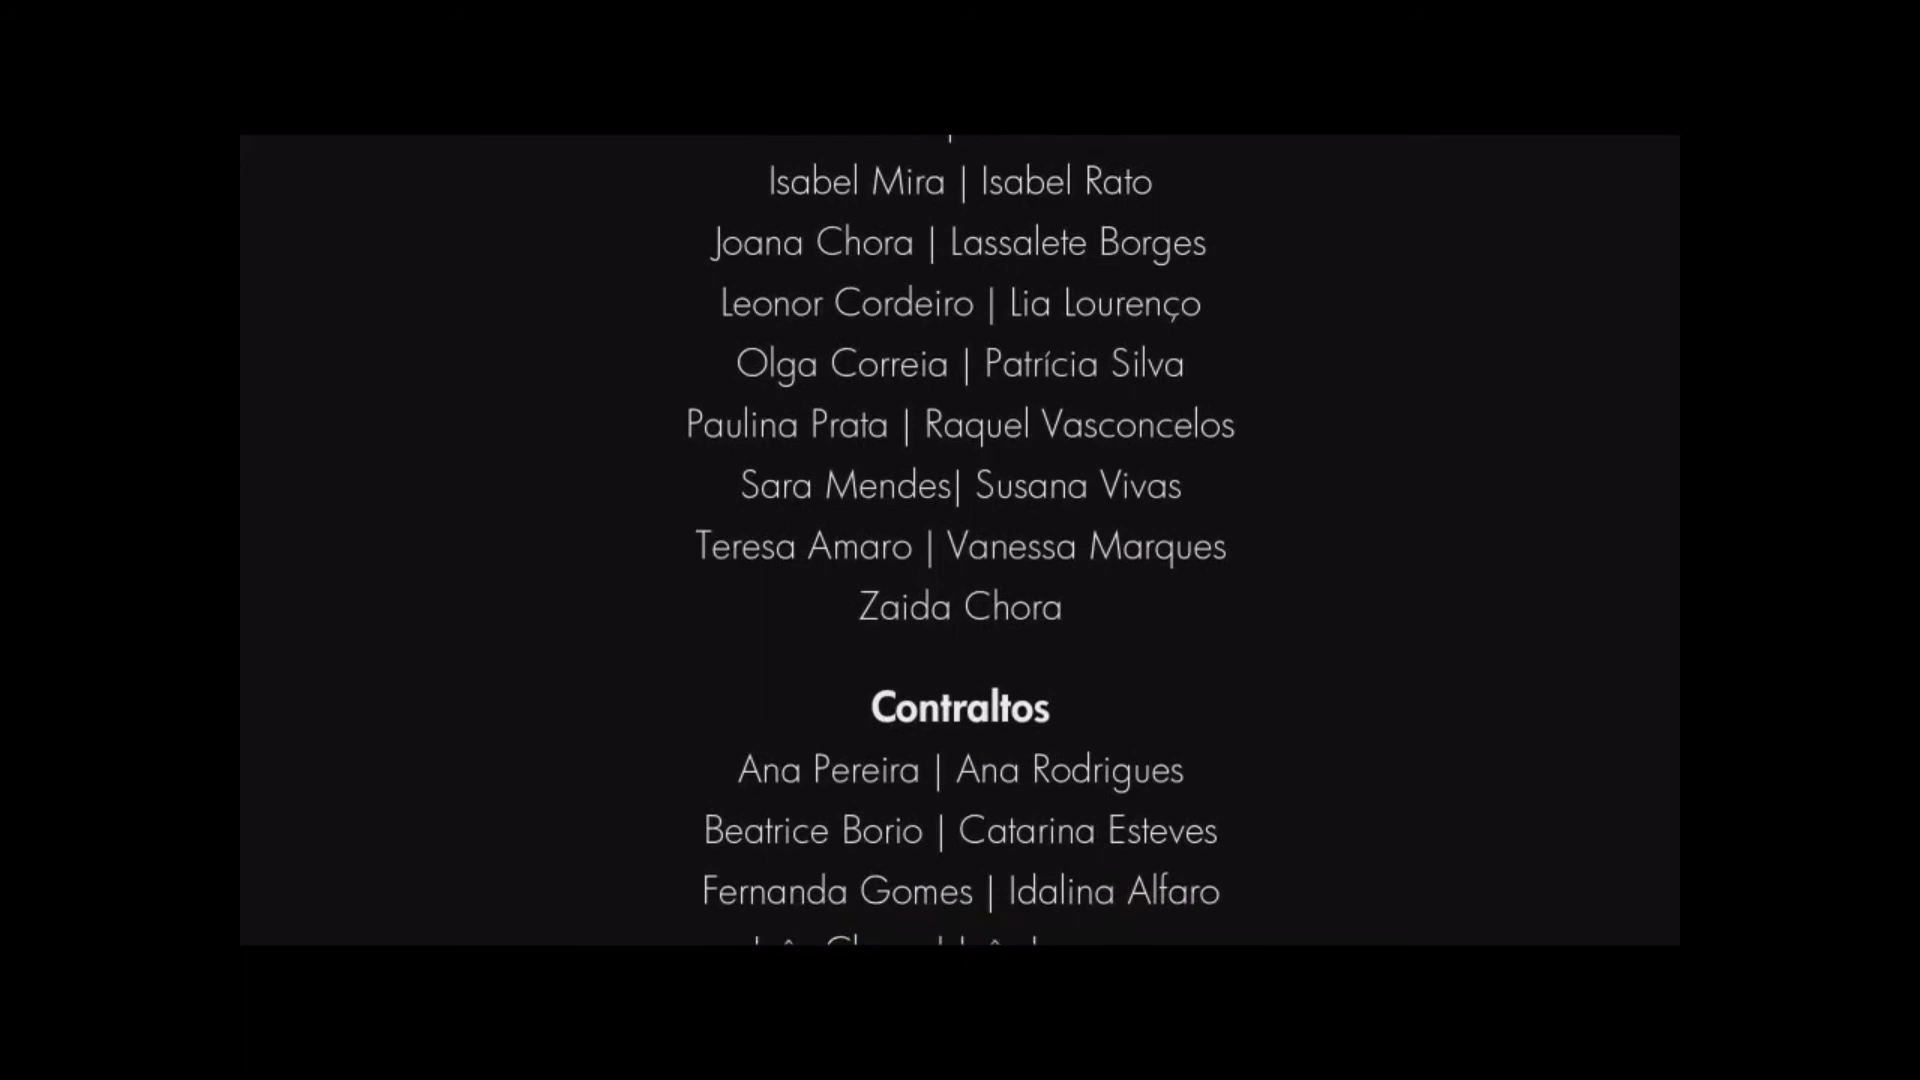 Isabel Mira | Isabel Rato
Joana Chora | Lassalete Borges
Leonor Cordeiro | Lia Lourenço
Olga Correia | Patrícia Silva
Paulina Prata | Raquel Vasconcelos
Sara Mendes| Susana Vivas
Teresa Amaro | Vanessa Marques
Zaida Chora
Contraltos
Ana Pereira | Ana Rodrigues
Beatrice Borio | Catarina Esteves
Fernanda Gomes | Idalina Alfaro